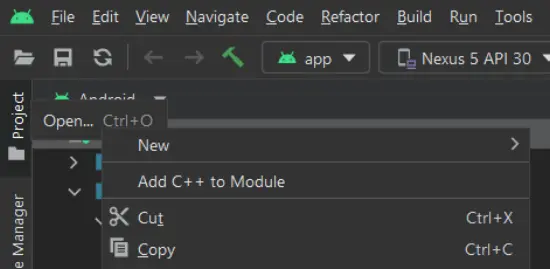 File Edit View Navigate Code Refactor Build Run Tools
app Nexus 5 API 30
Project
Android
Open... Ctrl+O
New
Add C++ to Module
Cut Ctrl+X
Copy Ctrl+C
Manager